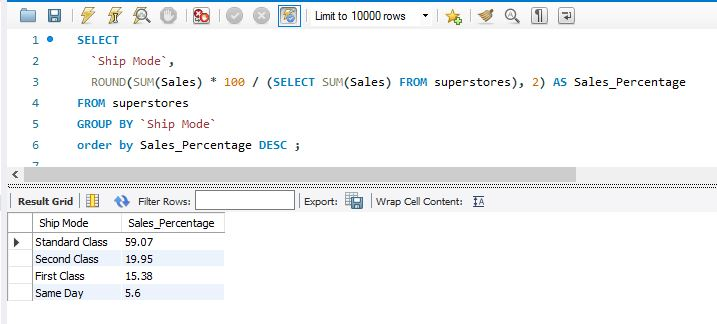 Limit to 10000 rows
1 SELECT
2 `Ship Mode`,
3 ROUND(SUM(Sales) * 100 / (SELECT SUM(Sales) FROM superstores), 2) AS Sales_Percentage
4 FROM superstores
5 GROUP BY `Ship Mode`
6 order by Sales_Percentage DESC ;
Result Grid Filter Rows: Export: Wrap Cell Content:
Ship Mode Sales_Percentage
Standard Class 59.07
Second Class 19.95
First Class 15.38
Same Day 5.6